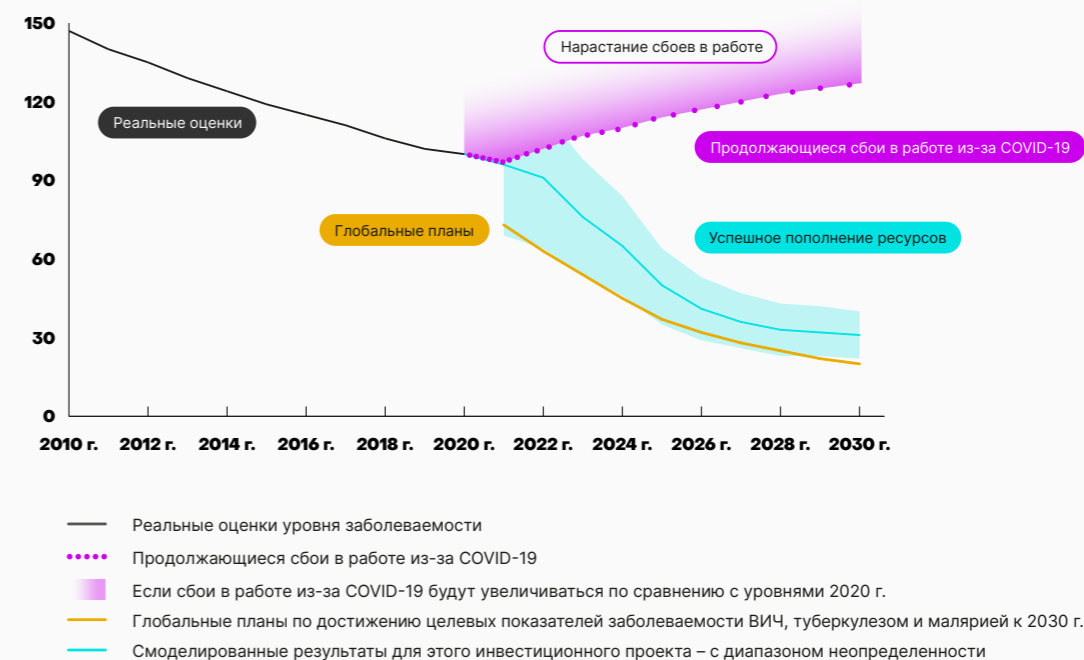 150
Нарастание сбоев в работе
120
Реальные оценки
Продолжающиеся сбои в работе из-за COVID-19
90
Глобальные планы
Успешное пополнение ресурсов
60
30
0
2010 г. 2012 г. 2014 г. 2016 г. 2018 г. 2020 г. 2022 г. 2024 г. 2026 г. 2028 г. 2030 г.
Реальные оценки уровня заболеваемости
Продолжающиеся сбои в работе из-за COVID-19
Если сбои в работе из-за COVID-19 будут увеличиваться по сравнению с уровнями 2020 г.
Глобальные планы по достижению целевых показателей заболеваемости ВИЧ, туберкулезом и малярией к 2030 г.
Смоделированные результаты для этого инвестиционного проекта – с диапазоном неопределенности